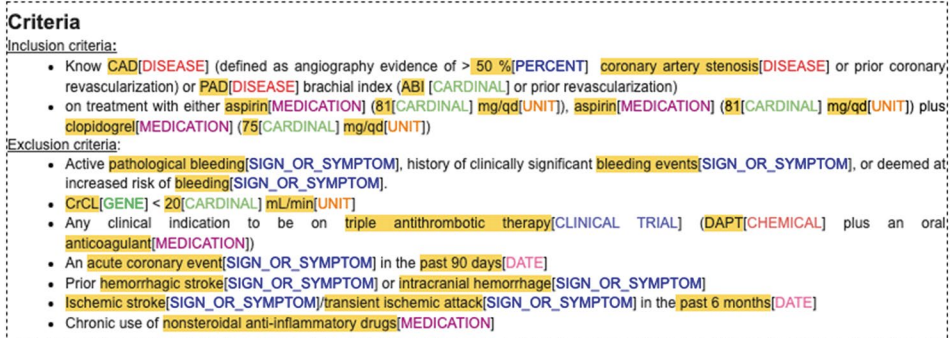 Criteria
Inclusion criteria:
• Know CAD[DISEASE] (defined as angiography evidence of > 50 %[PERCENT] coronary artery stenosis[DISEASE] or prior coronary
revascularization) or PAD[DISEASE] brachial index (ABI [CARDINAL] or prior revascularization)
• on treatment with either aspirin[MEDICATION] (81[CARDINAL] mg/qd[UNIT]), aspirin[MEDICATION] (81[CARDINAL] mg/qd[UNIT]) plus
clopidogrel[MEDICATION] (75[CARDINAL] mg/qd[UNIT])
Exclusion criteria:
• Active pathological bleeding[SIGN_OR_SYMPTOM], history of clinically significant bleeding events[SIGN_OR_SYMPTOM], or deemed at
increased risk of bleeding[SIGN_OR_SYMPTOM].
• CrCL[GENE] < 20[CARDINAL] mL/min[UNIT]
• Any clinical indication to be on triple antithrombotic therapy[CLINICAL TRIAL] (DAPT[CHEMICAL] plus an oral
anticoagulant[MEDICATION])
• An acute coronary event[SIGN_OR_SYMPTOM] in the past 90 days[DATE]
• Prior hemorrhagic stroke[SIGN_OR_SYMPTOM] or intracranial hemorrhage[SIGN_OR_SYMPTOM]
• Ischemic stroke[SIGN_OR_SYMPTOM]/transient ischemic attack[SIGN_OR_SYMPTOM] in the past 6 months[DATE]
• Chronic use of nonsteroidal anti-inflammatory drugs[MEDICATION]